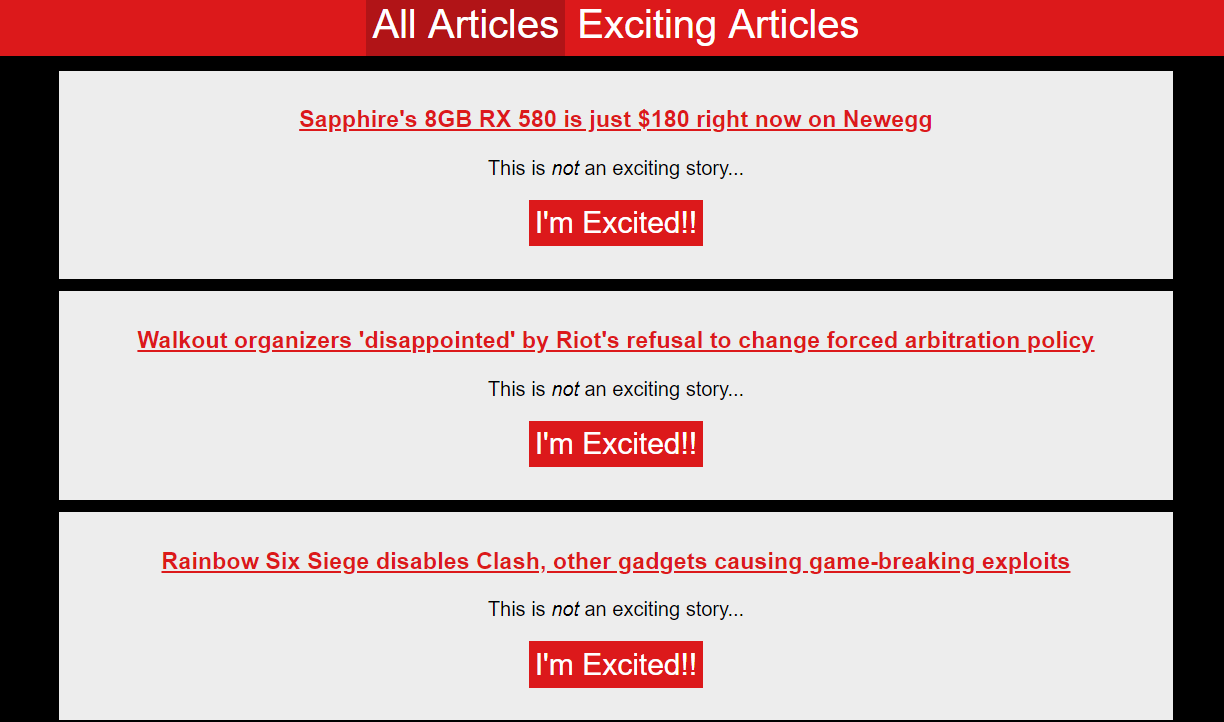 All Articles Exciting Articles
Sapphire's 8GB RX 580 is just $180 right now on Newegg
This is not an exciting story...
I'm Excited!!
Walkout organizers 'disappointed' by Riot's refusal to change forced arbitration policy
This is not an exciting story...
I'm Excited!!
Rainbow Six Siege disables Clash, other gadgets causing game-breaking exploits
This is not an exciting story...
I'm Excited!!